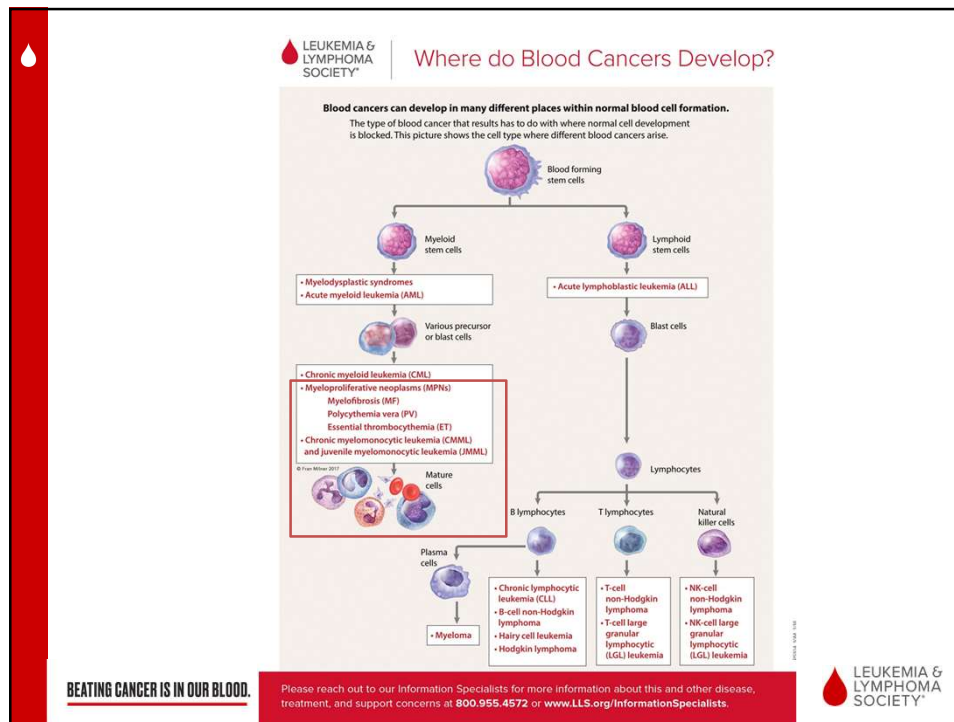 LEUKEMIA &
LYMPHOMA
SOCIETY®
Where do Blood Cancers Develop?
Blood cancers can develop in many different places within normal blood cell formation.
The type of blood cancer that results has to do with where normal cell development
is blocked. This picture shows the cell type where different blood cancers arise.
Blood forming
stem cells
Myeloid
stem cells
Lymphoid
stem cells
• Myelodysplastic syndromes
• Acute myeloid leukemia (AML)
• Acute lymphoblastic leukemia (ALL)
Various precursor
or blast cells
Blast cells
• Chronic myeloid leukemia (CML)
• Myeloproliferative neoplasms (MPNs)
Myelofibrosis (MF)
Polycythemia vera (PV)
Essential thrombocythemia (ET)
• Chronic myelomonocytic leukemia (CMML)
and juvenile myelomonocytic leukemia (JMML)
© Fran Milner 2017
Mature
cells
Lymphocytes
B lymphocytes
T lymphocytes
Natural
killer cells
Plasma
cells
• Myeloma
• Chronic lymphocytic
leukemia (CLL)
• B-cell non-Hodgkin
lymphoma
• Hairy cell leukemia
• Hodgkin lymphoma
• T-cell
non-Hodgkin
lymphoma
• T-cell large
granular
lymphocytic
(LGL) leukemia
• NK-cell
non-Hodgkin
lymphoma
• NK-cell large
granular
lymphocytic
(LGL) leukemia
BEATING CANCER IS IN OUR BLOOD.
Please reach out to our Information Specialists for more information about this and other disease,
treatment, and support concerns at 800.955.4572 or www.LLS.org/InformationSpecialists.
LEUKEMIA &
LYMPHOMA
SOCIETY®